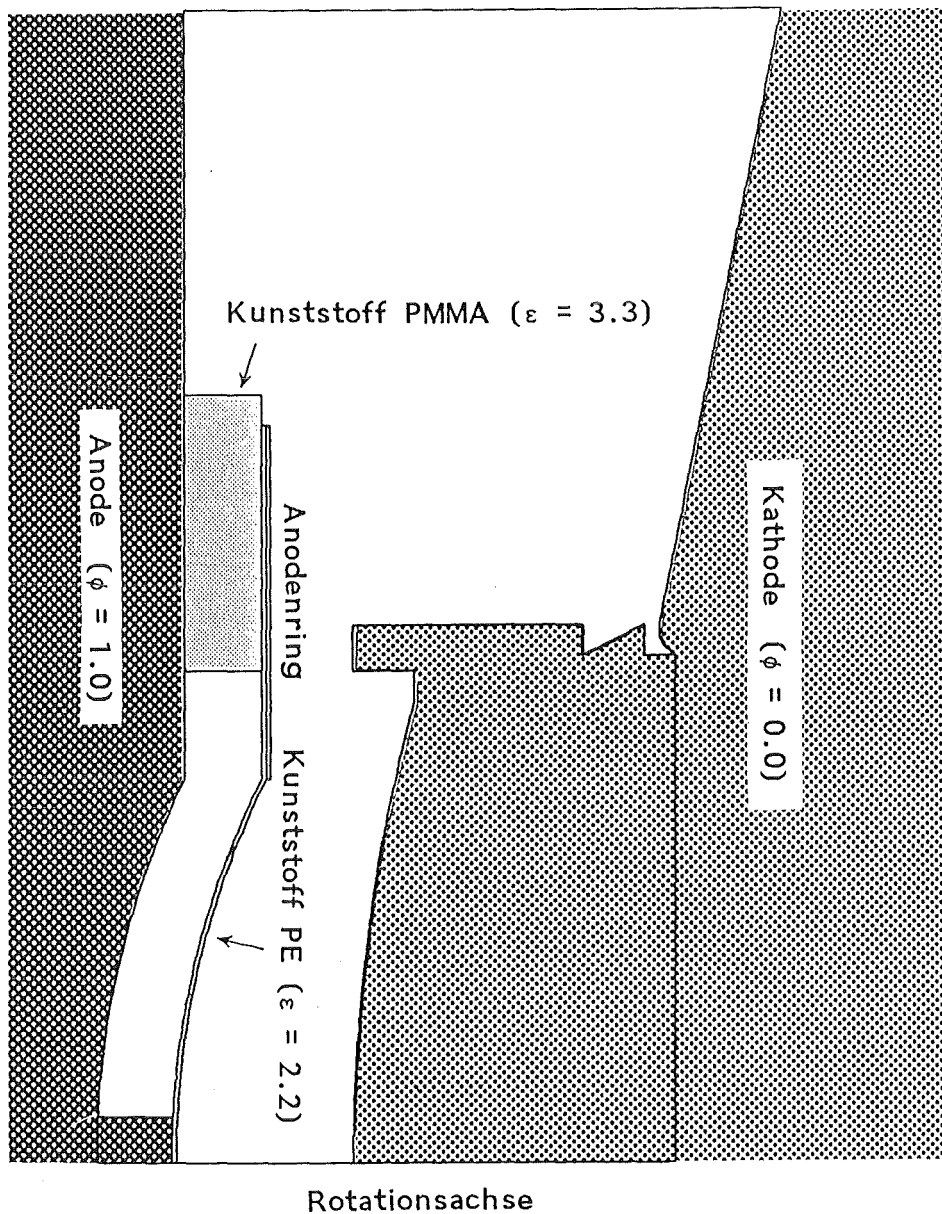 Kunststoff PMMA (ε = 3.3)
Anode (ϕ = 1.0)
Anodenring
Kunststoff PE (ε = 2.2)
Kathode (ϕ = 0.0)
Rotationsachse